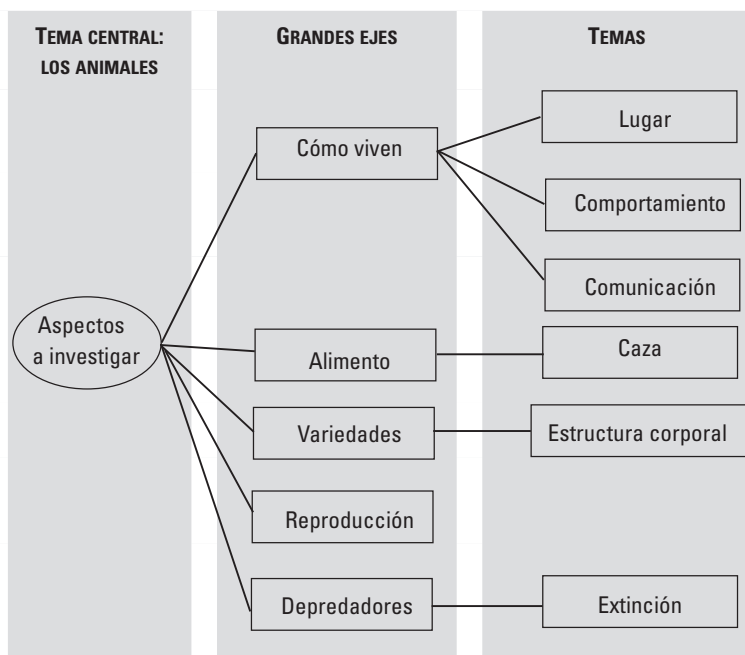 TEMA CENTRAL:
LOS ANIMALES
GRANDES EJES
TEMAS
Aspectos
a investigar
Cómo viven
Alimento
Variedades
Reproducción
Depredadores
Lugar
Comportamiento
Comunicación
Caza
Estructura corporal
Extinción